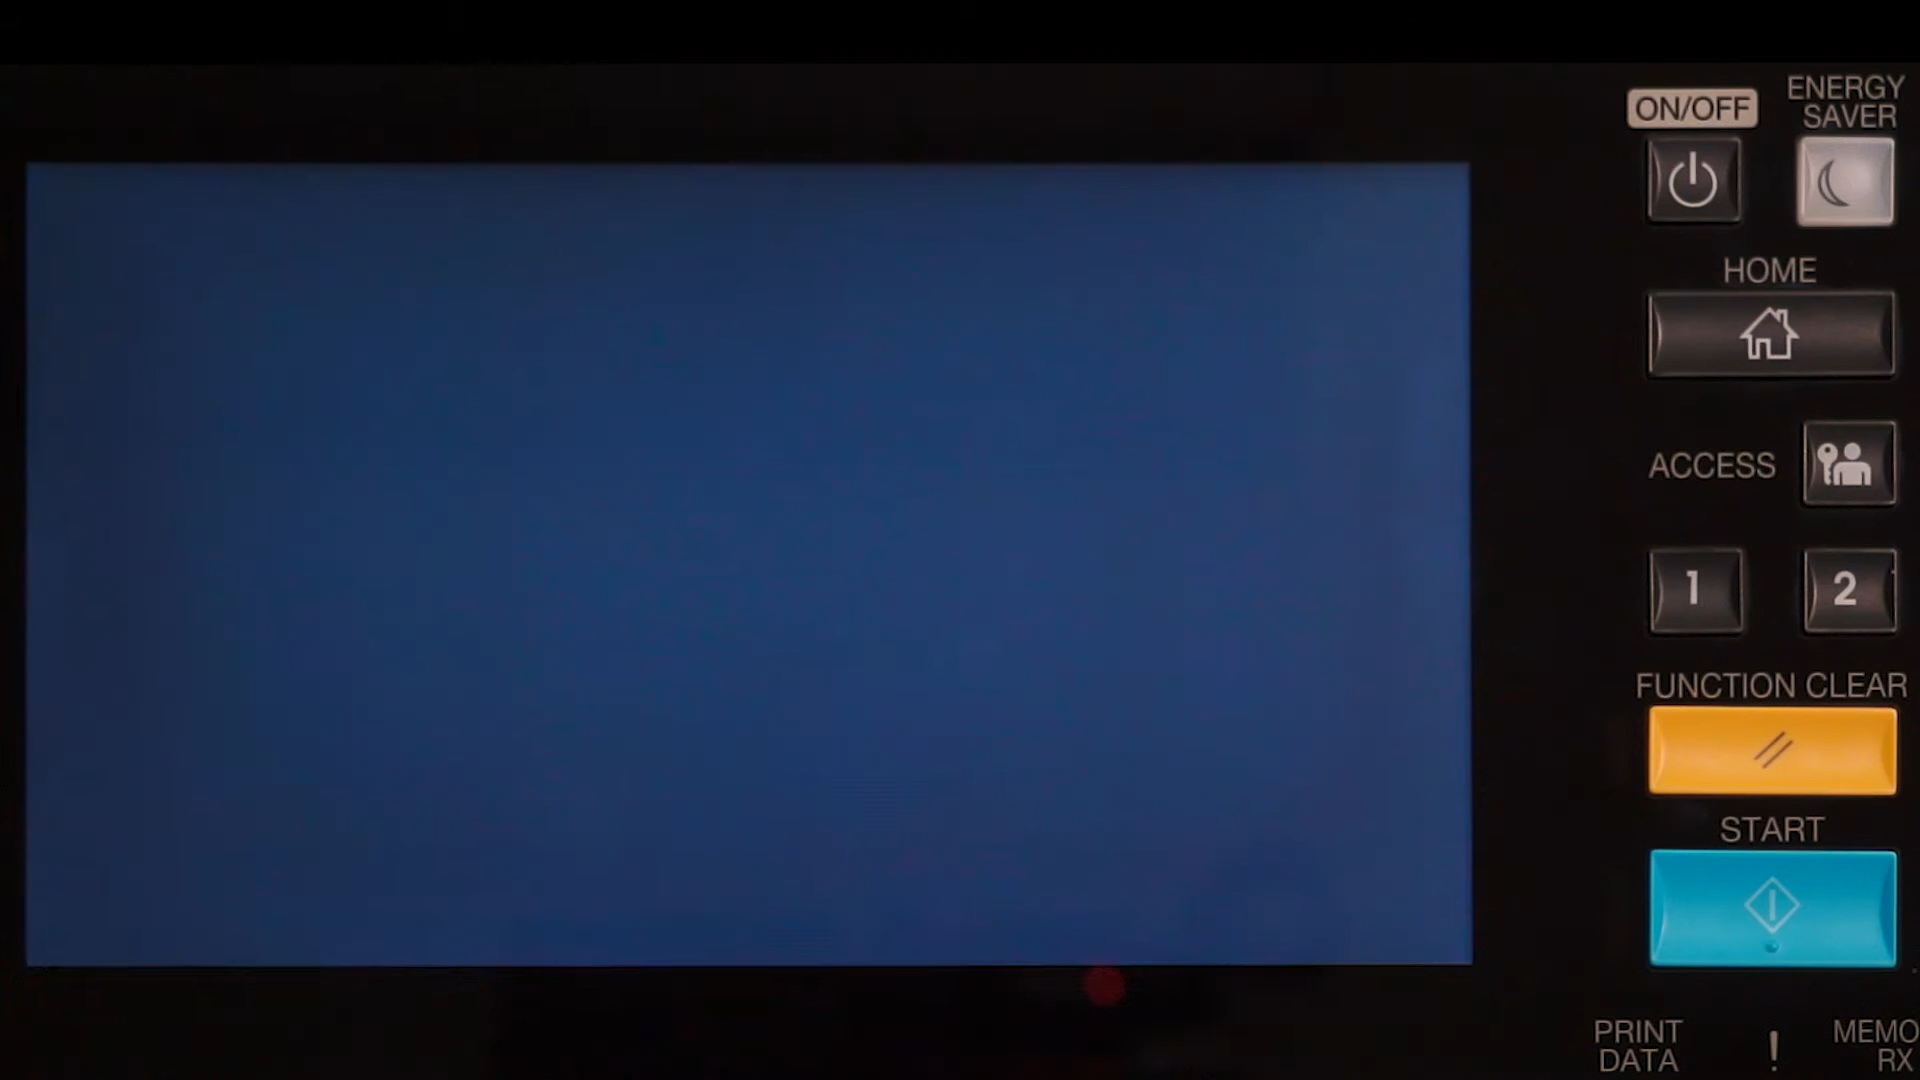 ON/OFF
ENERGY
SAVER
HOME
ACCESS
1
2
FUNCTION CLEAR
START
PRINT
DATA
!
MEMO
RX